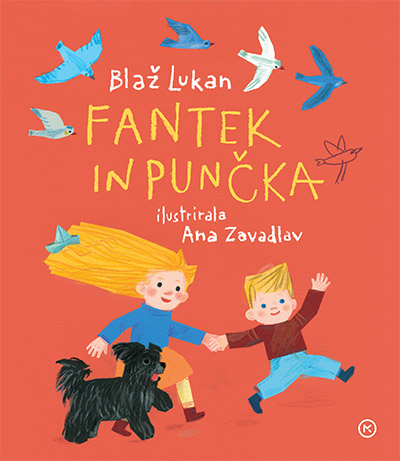 Blaž Lukan
FANTEK
IN PUNČKA
ilustrirala
Ana Zavadlav